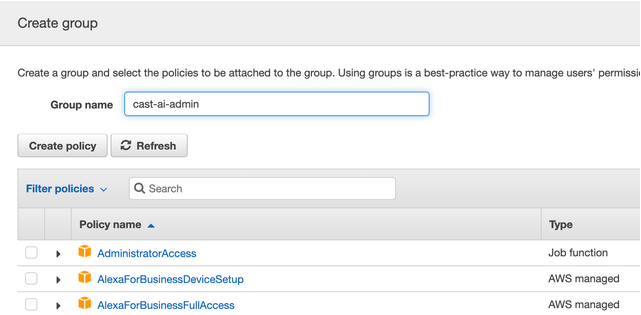 Create group
Create a group and select the policies to be attached to the group. Using groups is a best-practice way to manage users'
Group name cast-ai-admin
Create policy Refresh
Filter policies Search
Policy name Type
AdministratorAccess Job function
AlexaForBusinessDeviceSetup AWS managed
AlexaForBusinessFullAccess AWS managed